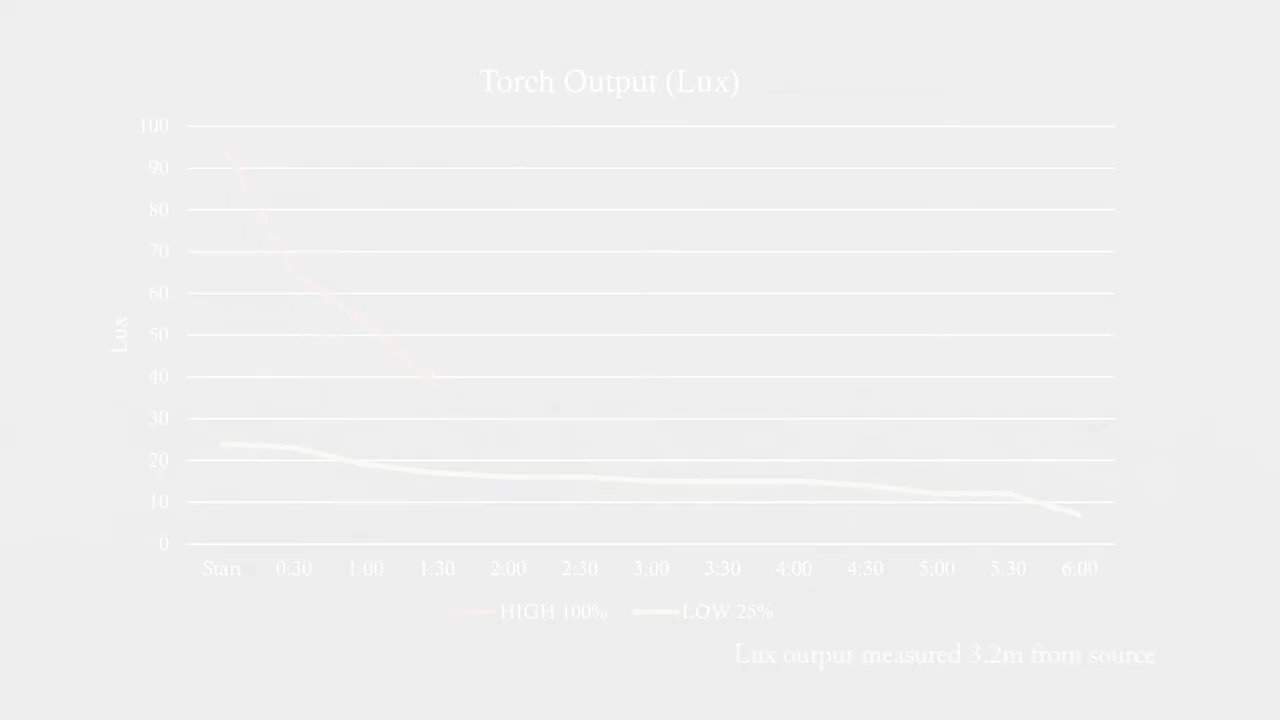 Torch Output (Lux)
100
90
80
70
60
50
40
30
20
10
0
Lux
Start 0:30 1:00 1:30 2:00 2:30 3:00 3:30 4:00 4:30 5:00 5:30 6:00
HIGH 100% LOW 25%
Lux output measured 3.2m from source